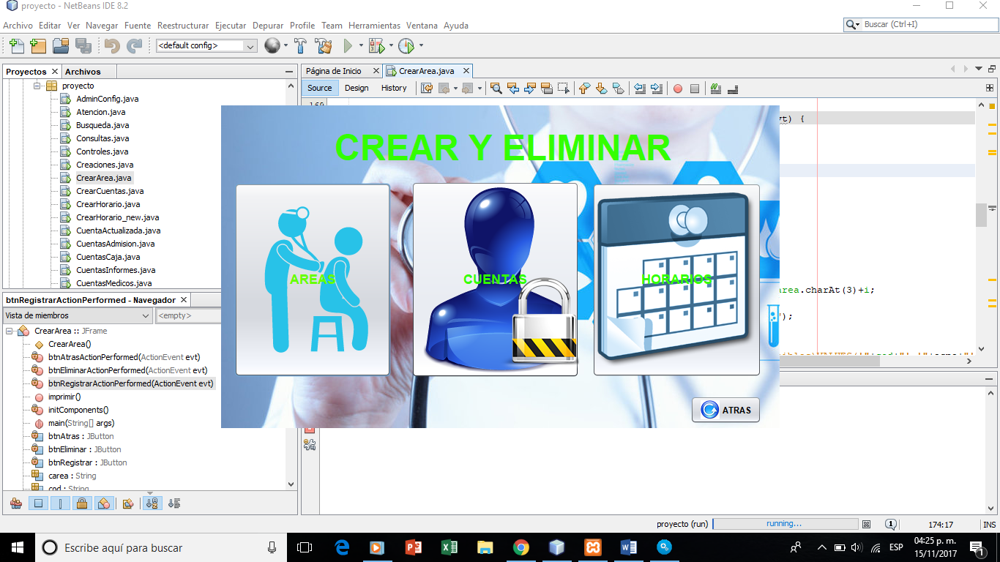 proyecto - NetBeans IDE 8.2
Archivo Editar Ver Navegar Fuente Reestructurar Ejecutar Depurar Profile Team Herramientas Ventana Ayuda
Buscar (Ctrl+I)
<default config>
Proyectos Archivos
proyecto
AdminConfig.java
Atencion.java
Busqueda.java
Consultas.java
Controles.java
Creaciones.java
CrearArea.java
CrearCuentas.java
CrearHorario.java
CrearHorario_new.java
CuentaActualizada.java
CuentasAdmision.java
CuentasCaja.java
CuentasInformes.java
CuentasMedicos.java
btnRegistrarActionPerformed - Navegador
Vista de miembros <empty>
CrearArea :: JFrame
CrearArea()
btnAtrasActionPerformed(ActionEvent evt)
btnEliminarActionPerformed(ActionEvent evt)
btnRegistrarActionPerformed(ActionEvent evt)
imprimir()
initComponents()
main(String[] args)
btnAtras : JButton
btnEliminar : JButton
btnRegistrar : JButton
carea : String
cod : String
Página de Inicio CrearArea.java
Source Design History
169
vt) {
area.charAt(3)+i;
");
CREAR Y ELIMINAR
AREAS CUENTAS HORARIOS
ATRAS
proyecto (run) running... 1 174:17 INS
Escribe aquí para buscar
ESP
04:25 p. m.
15/11/2017
1